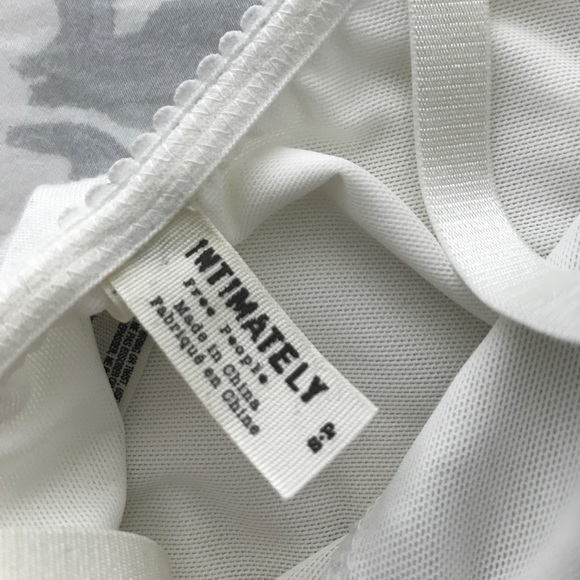 INTIMATELY
Free People
Made in China
Fabriqué en Chine
S·P